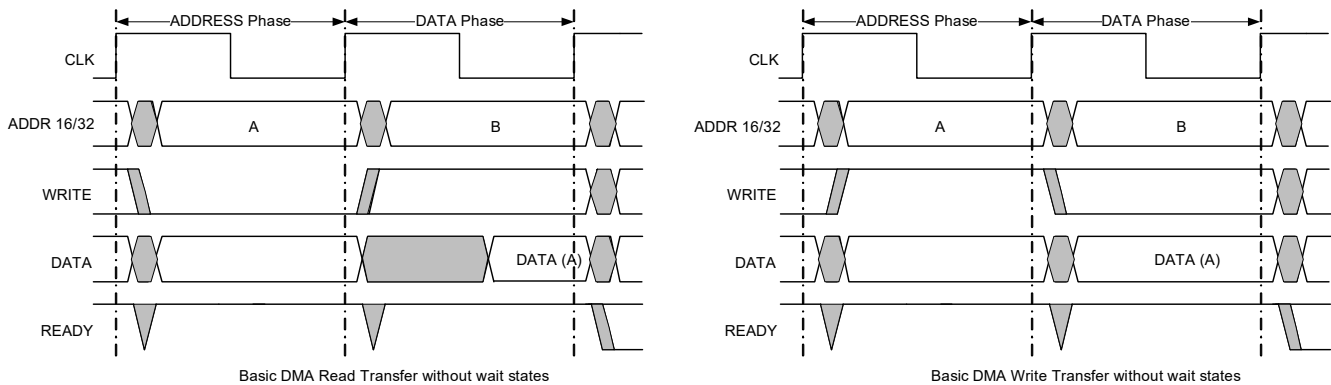 ADDRESS Phase
DATA Phase
CLK
ADDR 16/32
A
B
WRITE
DATA
DATA (A)
READY
Basic DMA Read Transfer without wait states
ADDRESS Phase
DATA Phase
CLK
ADDR 16/32
A
B
WRITE
DATA
DATA (A)
READY
Basic DMA Write Transfer without wait states